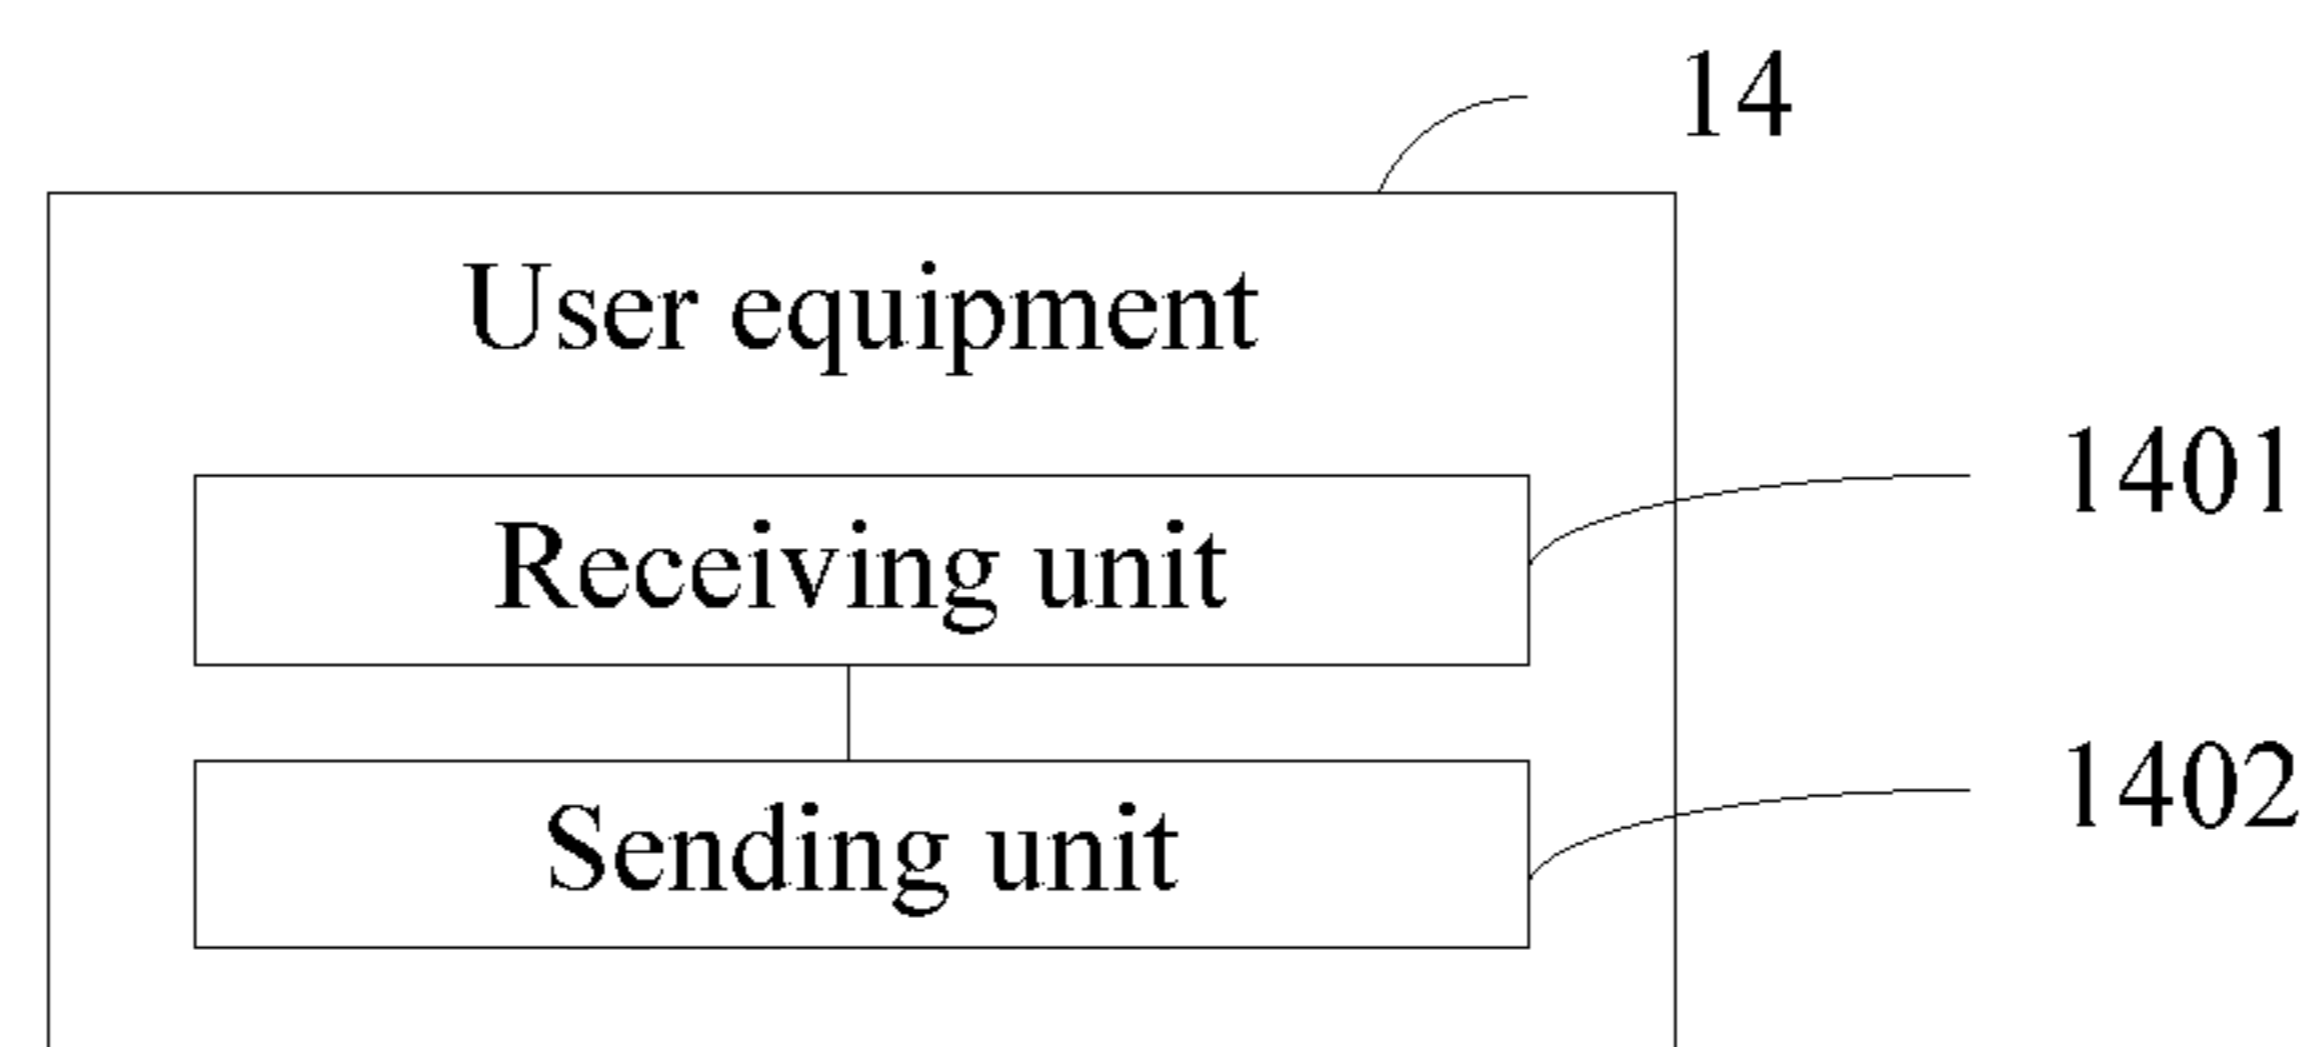 14
User equipment
1401
Receiving unit
1402
Sending unit